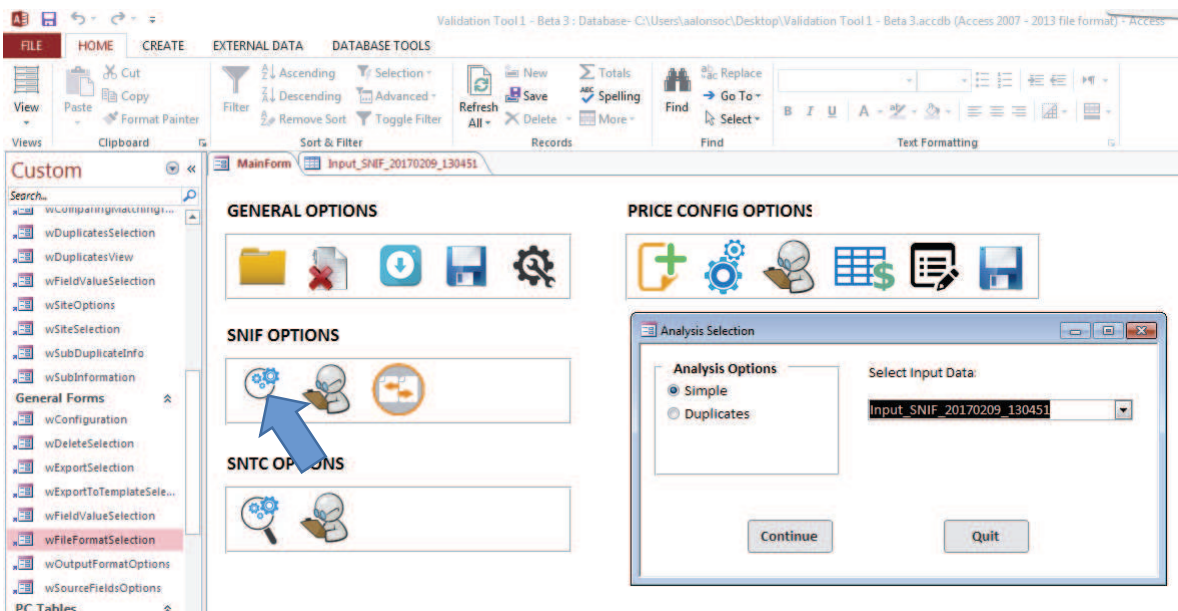 Validation Tool 1 - Beta 3 : Database- C:\Users\aalonsoc\Desktop\Validation Tool 1 - Beta 3.accdb (Access 2007 - 2013 file format) - Access
FILE HOME CREATE EXTERNAL DATA DATABASE TOOLS
View
Paste
Cut
Copy
Format Painter
Filter
Ascending
Descending
Remove Sort
Selection
Advanced
Toggle Filter
Refresh
All
New
Save
Delete
Totals
Spelling
More
Find
Replace
Go To
Select
B I U A
Views Clipboard Sort & Filter Records Find Text Formatting
Custom
Search...
wComparingMatchingT...
wDuplicatesSelection
wDuplicatesView
wFieldValueSelection
wSiteOptions
wSiteSelection
wSubDuplicateInfo
wSubInformation
General Forms
wConfiguration
wDeleteSelection
wExportSelection
wExportToTemplateSele...
wFieldValueSelection
wFileFormatSelection
wOutputFormatOptions
wSourceFieldsOptions
PC Tables
MainForm Input_SNIF_20170209_130451
GENERAL OPTIONS
PRICE CONFIG OPTIONS
SNIF OPTIONS
SNTC OPTIONS
Analysis Selection
Analysis Options
Simple
Duplicates
Select Input Data:
Input_SNIF_20170209_130451
Continue Quit